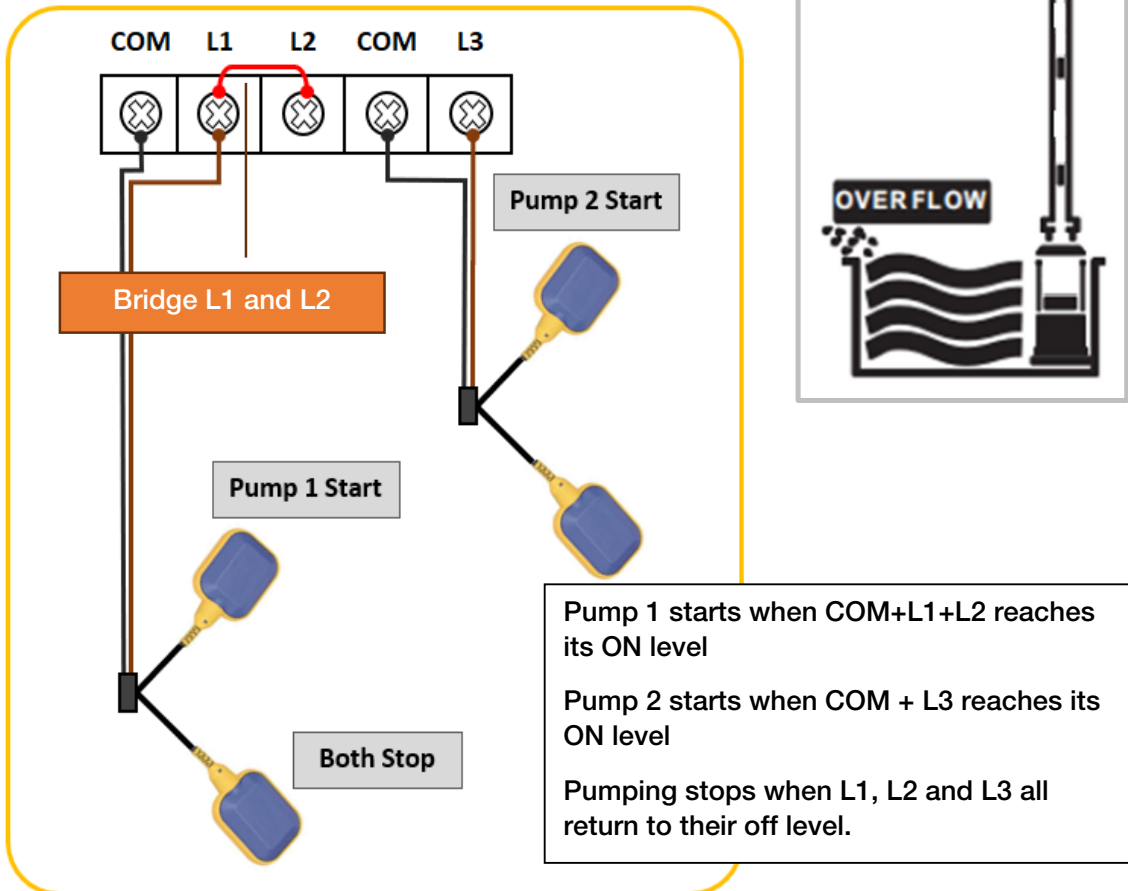 COM L1 L2 COM L3
Pump 2 Start
OVERFLOW
Bridge L1 and L2
Pump 1 Start
Both Stop
Pump 1 starts when COM+L1+L2 reaches
its ON level
Pump 2 starts when COM + L3 reaches its
ON level
Pumping stops when L1, L2 and L3 all
return to their off level.